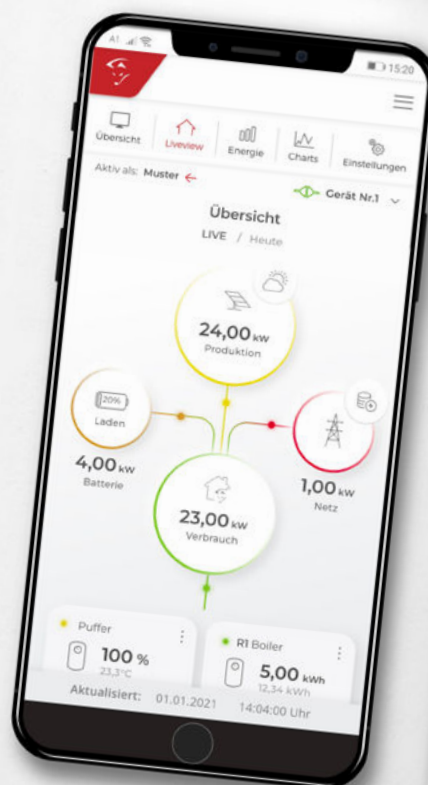 A1 15:20
Übersicht Liveview Energie Charts Einstellungen
Aktiv als: Muster ← Gerät Nr.1
Übersicht
LIVE / Heute
24,00 kW
Produktion
20%
Laden
4,00 kW
Batterie
1,00 kW
Netz
23,00 kW
Verbrauch
Puffer
100 %
23,3°C
R1 Boiler
5,00 kWh
12,34 kWh
Aktualisiert: 01.01.2021 14:04:00 Uhr